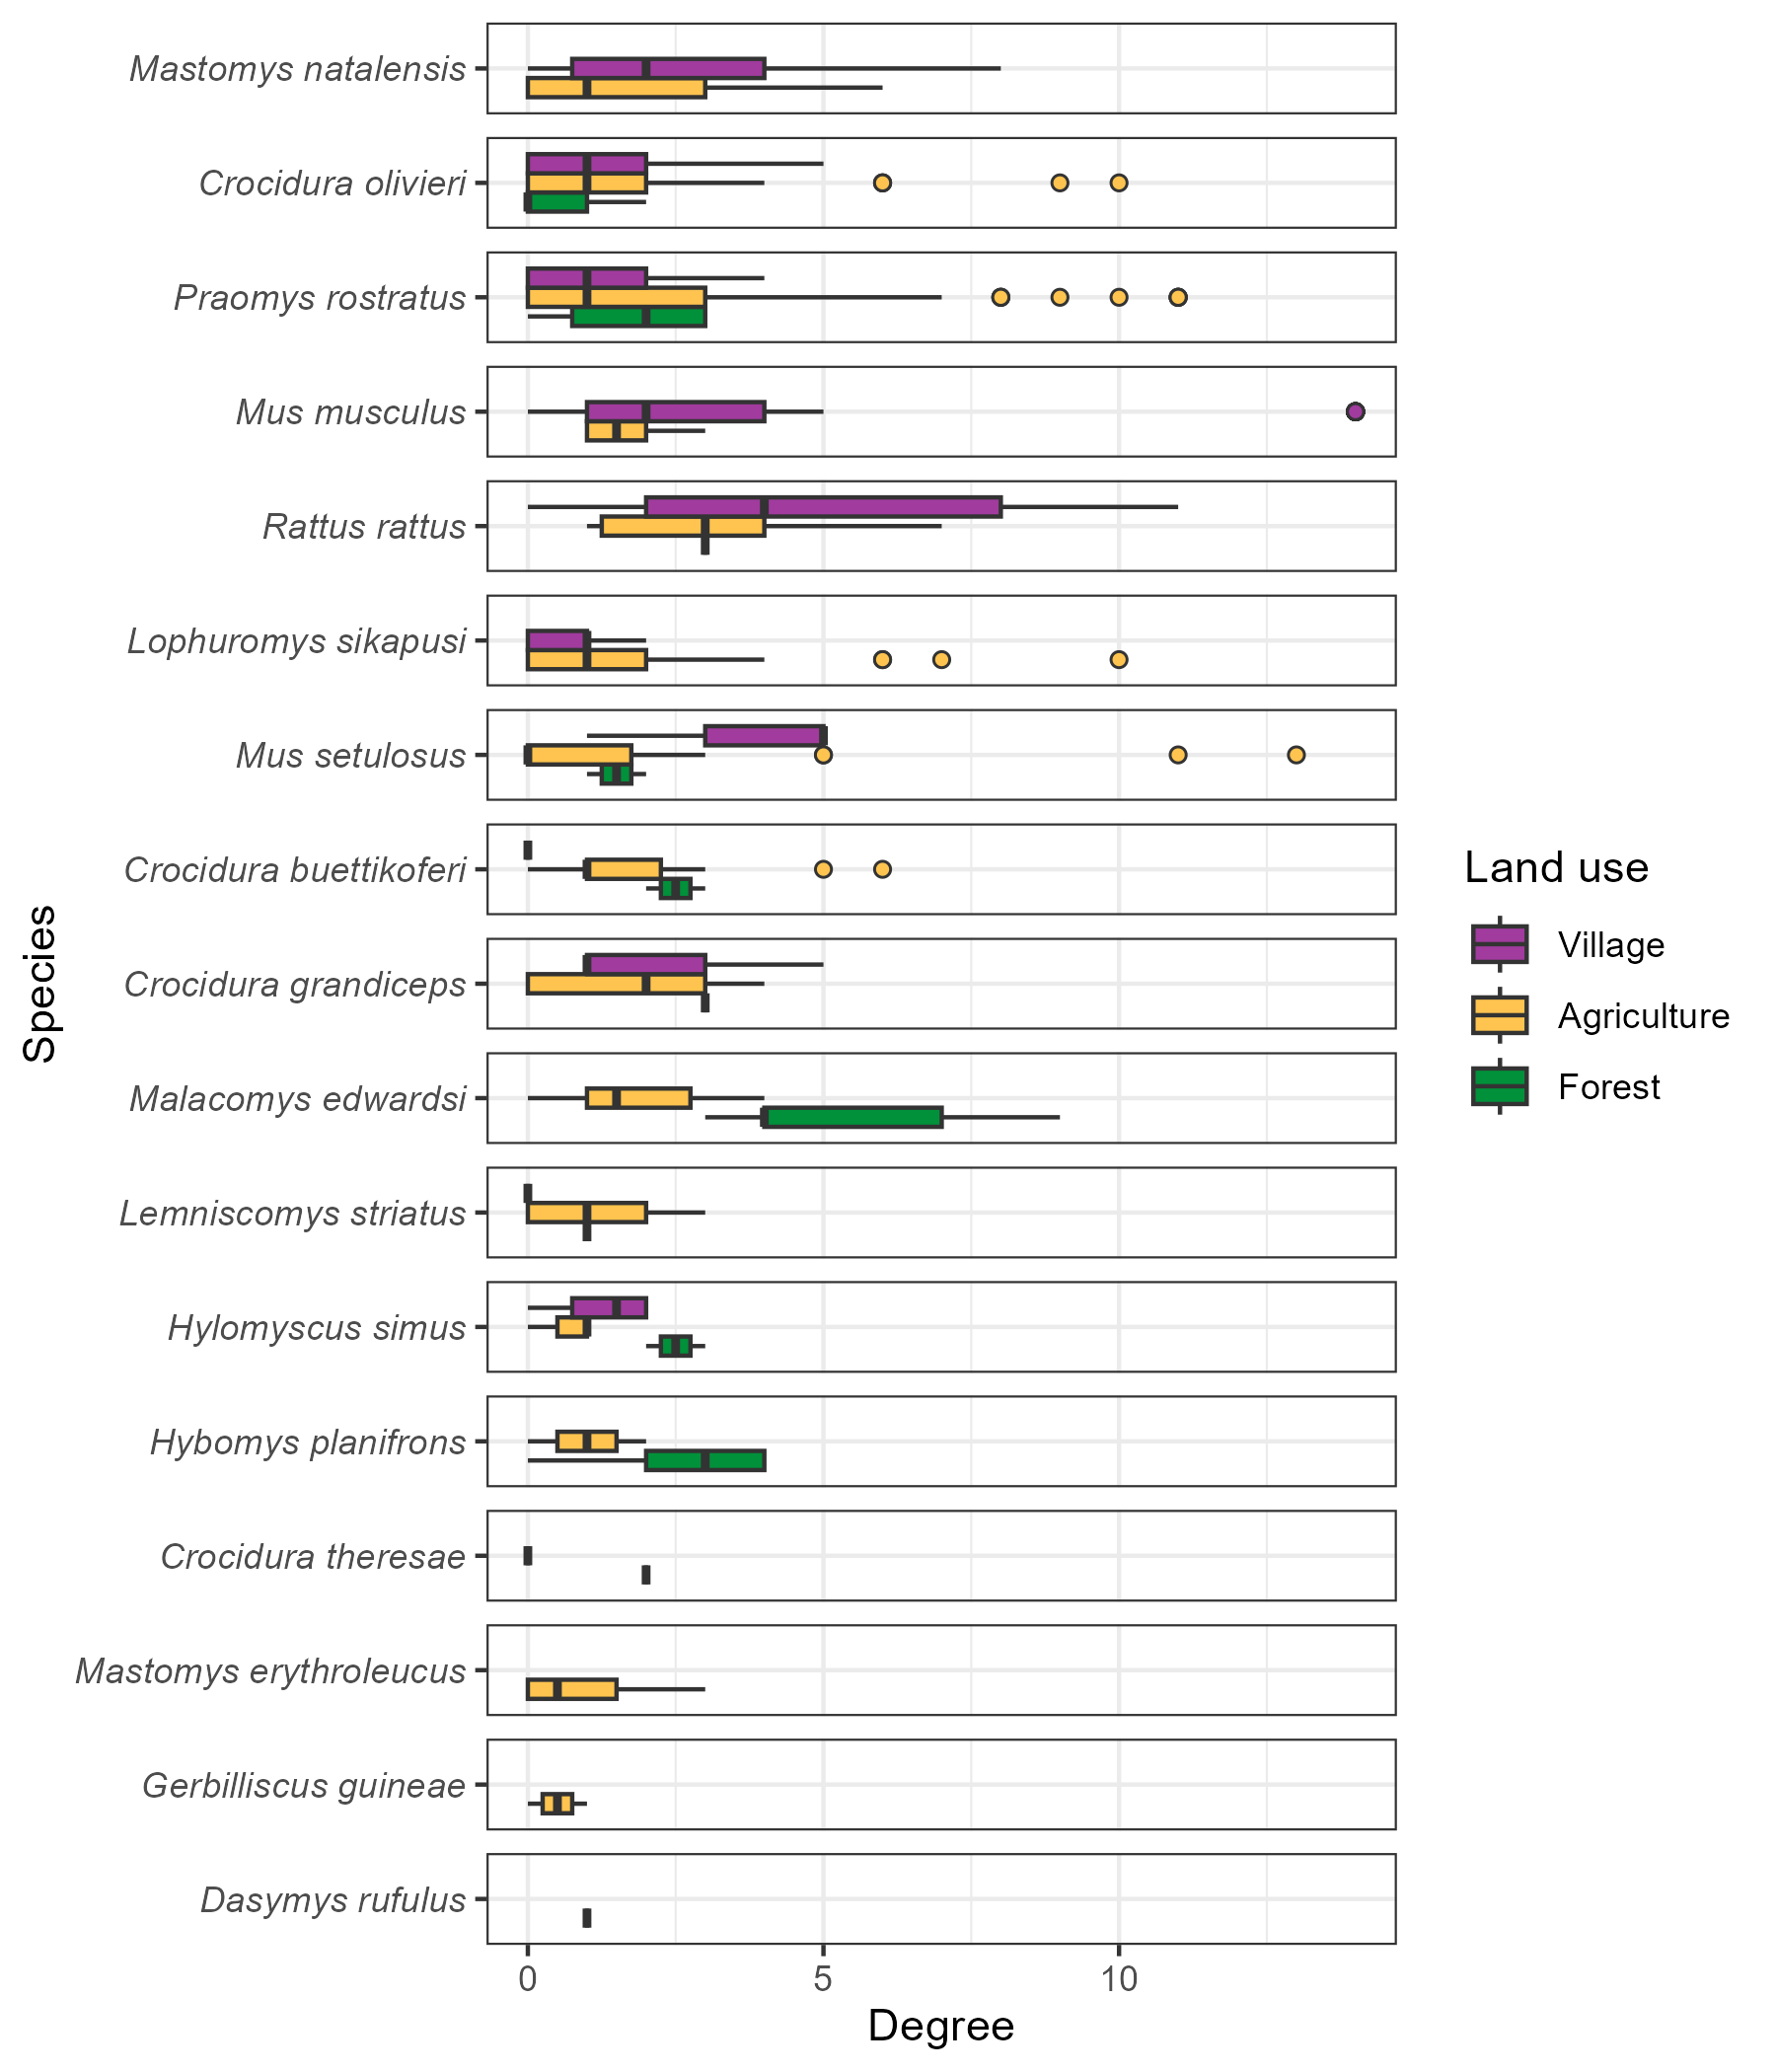 Mastomys natalensis
Crocidura olivieri
Praomys rostratus
Mus musculus
Rattus rattus
Lophuromys sikapusi
Mus setulosus
Crocidura buettikoferi
Crocidura grandiceps
Malacomys edwardsi
Lemniscomys striatus
Hylomyscus simus
Hybomys planifrons
Crocidura theresae
Mastomys erythroleucus
Gerbilliscus guineae
Dasymys rufulus
Species
0 5 10
Degree
Land use
Village
Agriculture
Forest